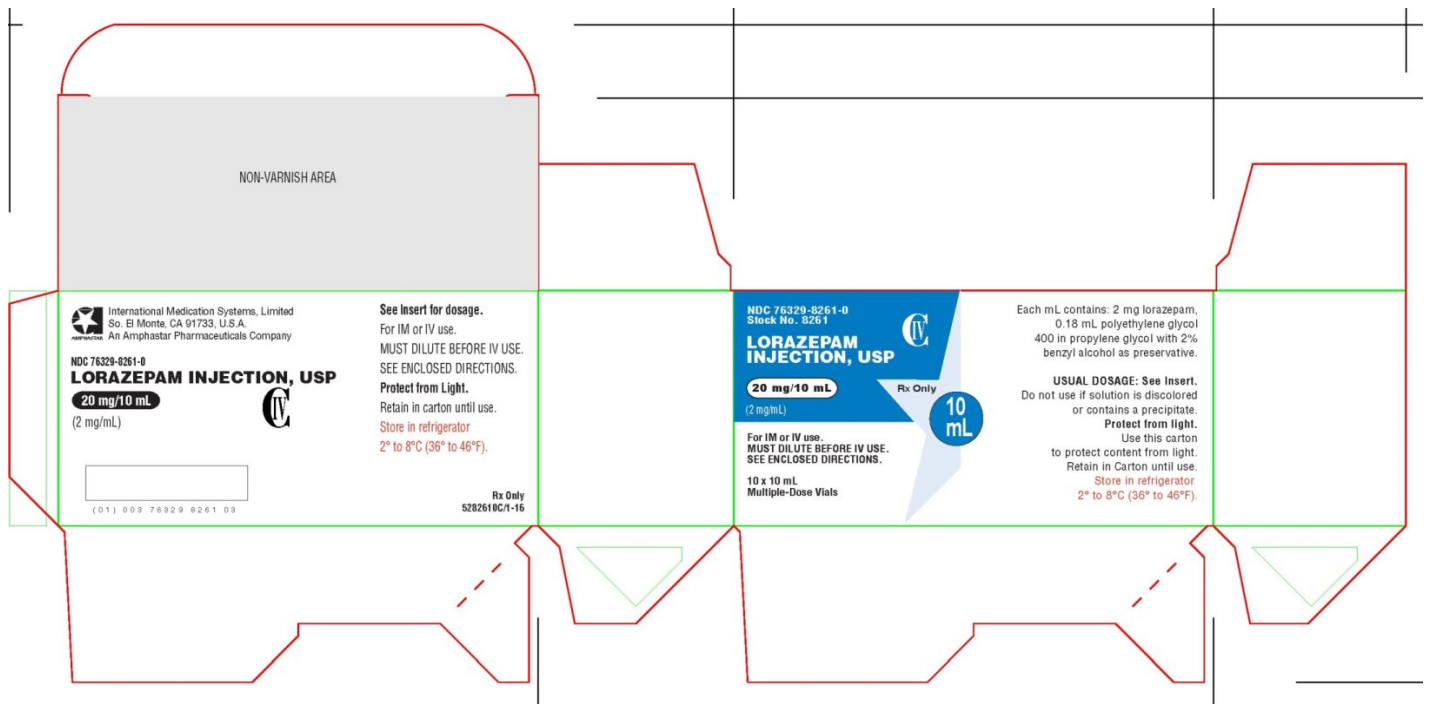 NON-VARNISH AREA
AMPHASTAR
International Medication Systems, Limited
So. El Monte, CA 91733, U.S.A.
An Amphastar Pharmaceuticals Company
NDC 76329-8261-0
LORAZEPAM INJECTION, USP
20 mg/10 mL
(2 mg/mL)
CIV
(01) 003 76329 8261 03
See Insert for dosage.
For IM or IV use.
MUST DILUTE BEFORE IV USE.
SEE ENCLOSED DIRECTIONS.
Protect from Light.
Retain in carton until use.
Store in refrigerator
2° to 8°C (36° to 46°F).
Rx Only
5282610C/1-16
NDC 76329-8261-0
Stock No. 8261
CIV
LORAZEPAM
INJECTION, USP
20 mg/10 mL
Rx Only
(2 mg/mL)
10
mL
For IM or IV use.
MUST DILUTE BEFORE IV USE.
SEE ENCLOSED DIRECTIONS.
10 x 10 mL
Multiple-Dose Vials
Each mL contains: 2 mg lorazepam,
0.18 mL polyethylene glycol
400 in propylene glycol with 2%
benzyl alcohol as preservative.
USUAL DOSAGE: See Insert.
Do not use if solution is discolored
or contains a precipitate.
Protect from light.
Use this carton
to protect content from light.
Retain in Carton until use.
Store in refrigerator
2° to 8°C (36° to 46°F).